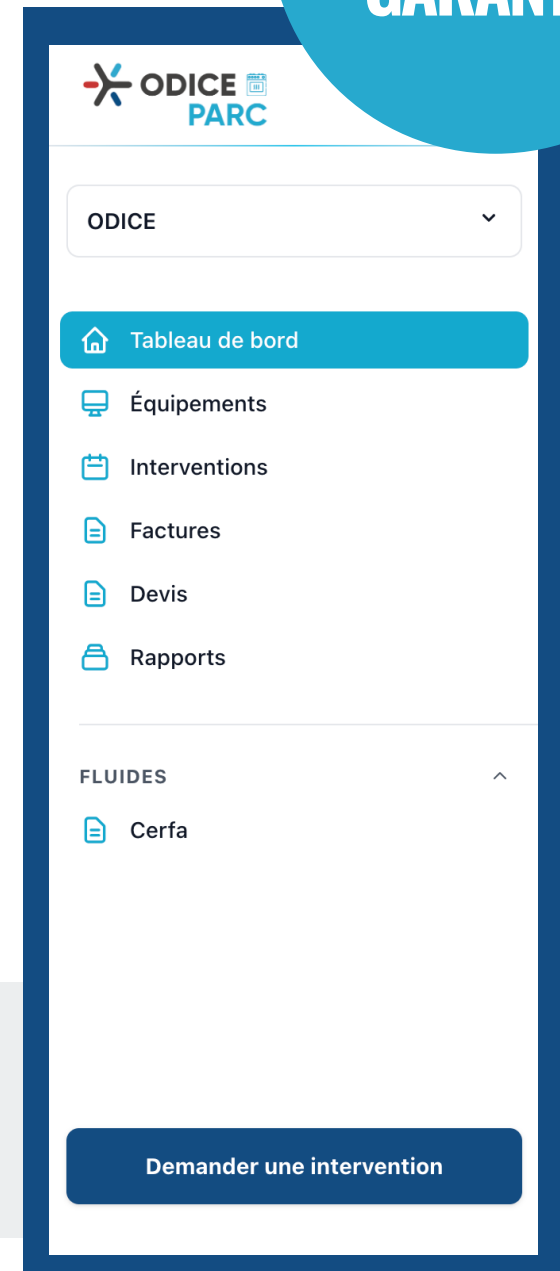 ODICE
PARC
ODICE
Tableau de bord
Équipements
Interventions
Factures
Devis
Rapports
FLUIDES
Cerfa
Demander une intervention